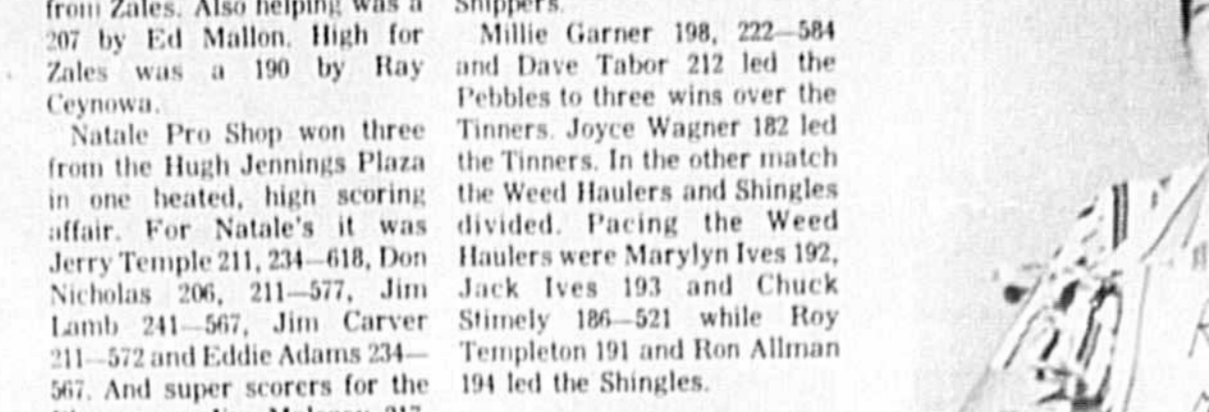 from Zales. Also helping was a
207 by Ed Mallon. High for
Zales was a 190 by Ray
Ceynowa.
Natale Pro Shop won three
from the Hugh Jennings Plaza
in one heated, high scoring
affair. For Natale's it was
Jerry Temple 211, 234—618, Don
Nicholas 206, 211—577, Jim
Lamb 241—567, Jim Carver
211—572 and Eddie Adams 234—
567. And super scorers for the
Snippers.
Millie Garner 198, 222—584
and Dave Tabor 212 led the
Pebbles to three wins over the
Tinners. Joyce Wagner 182 led
the Tinners. In the other match
the Weed Haulers and Shingles
divided. Pacing the Weed
Haulers were Marylyn Ives 192,
Jack Ives 193 and Chuck
Stimely 186—521 while Roy
Templeton 191 and Ron Allman
194 led the Shingles.